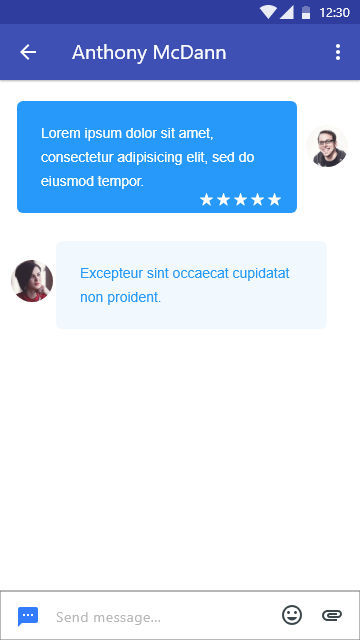 12:30
Anthony McDann
Lorem ipsum dolor sit amet,
consectetur adipisicing elit, sed do
eiusmod tempor.
Excepteur sint occaecat cupidatat
non proident.
Send message...